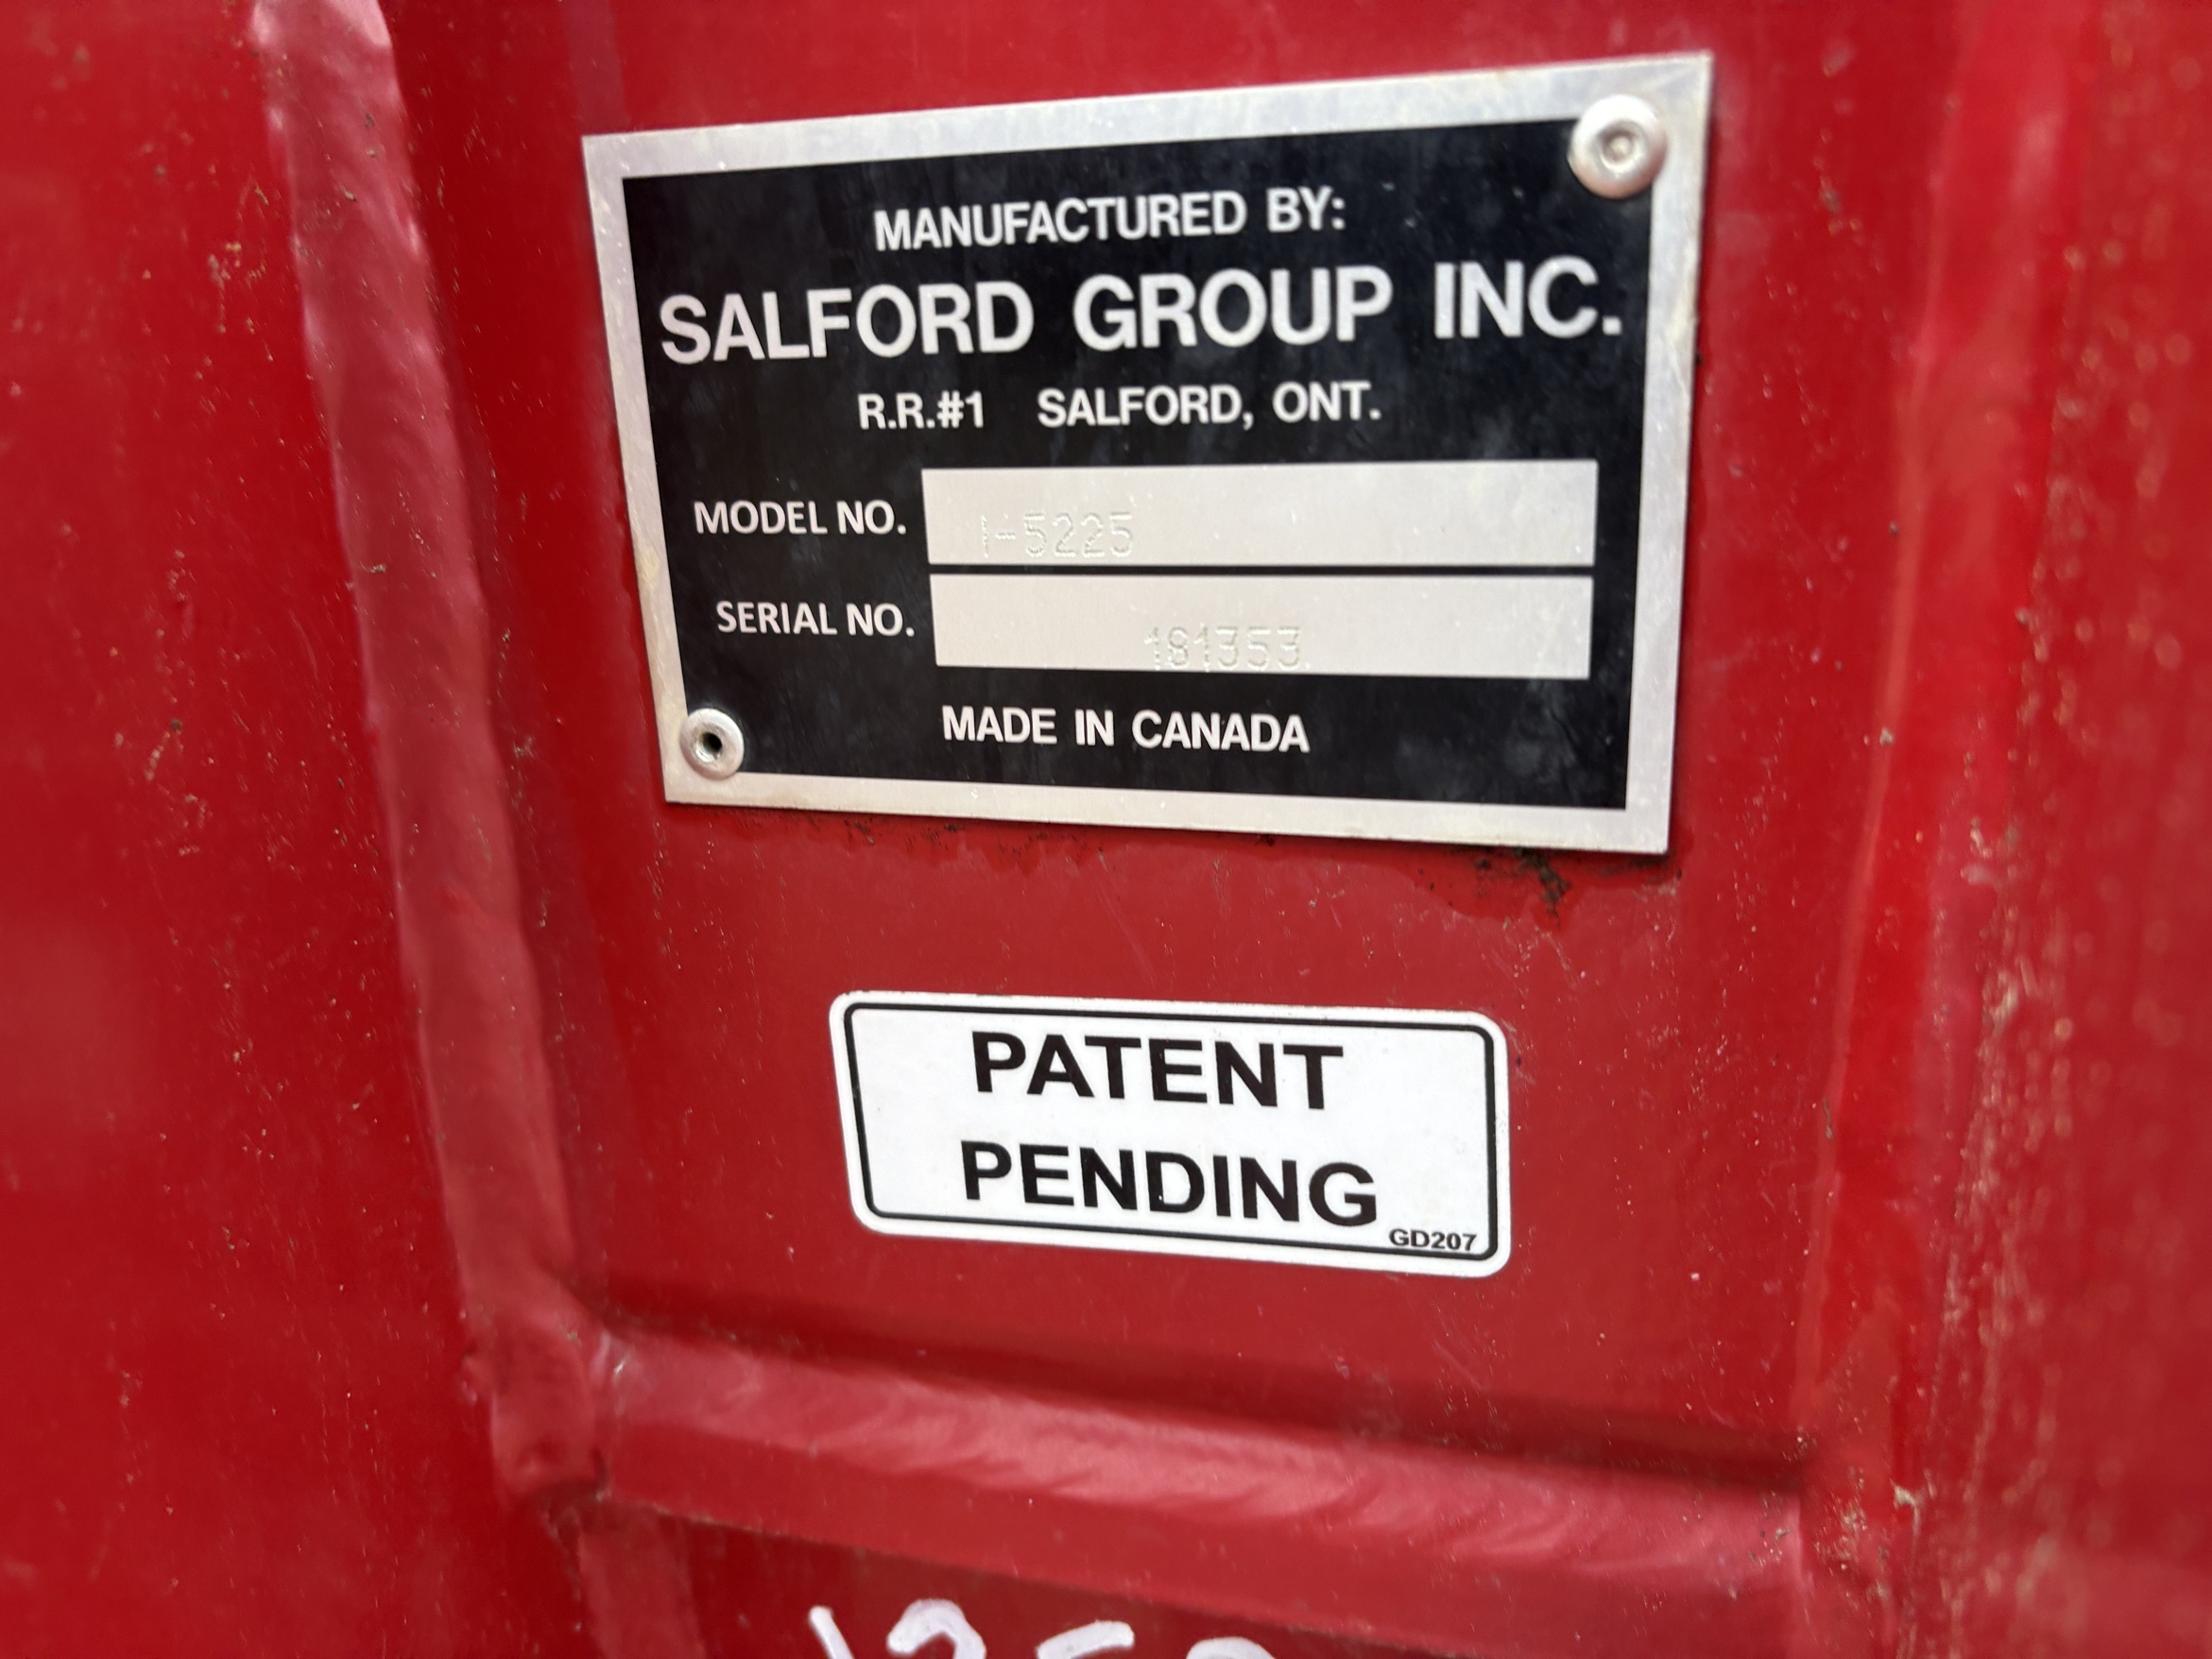 MANUFACTURED BY:
SALFORD GROUP INC.
R.R.#1 SALFORD, ONT.
MODEL NO. I-5225
SERIAL NO. 181353
MADE IN CANADA
PATENT
PENDING
GD207